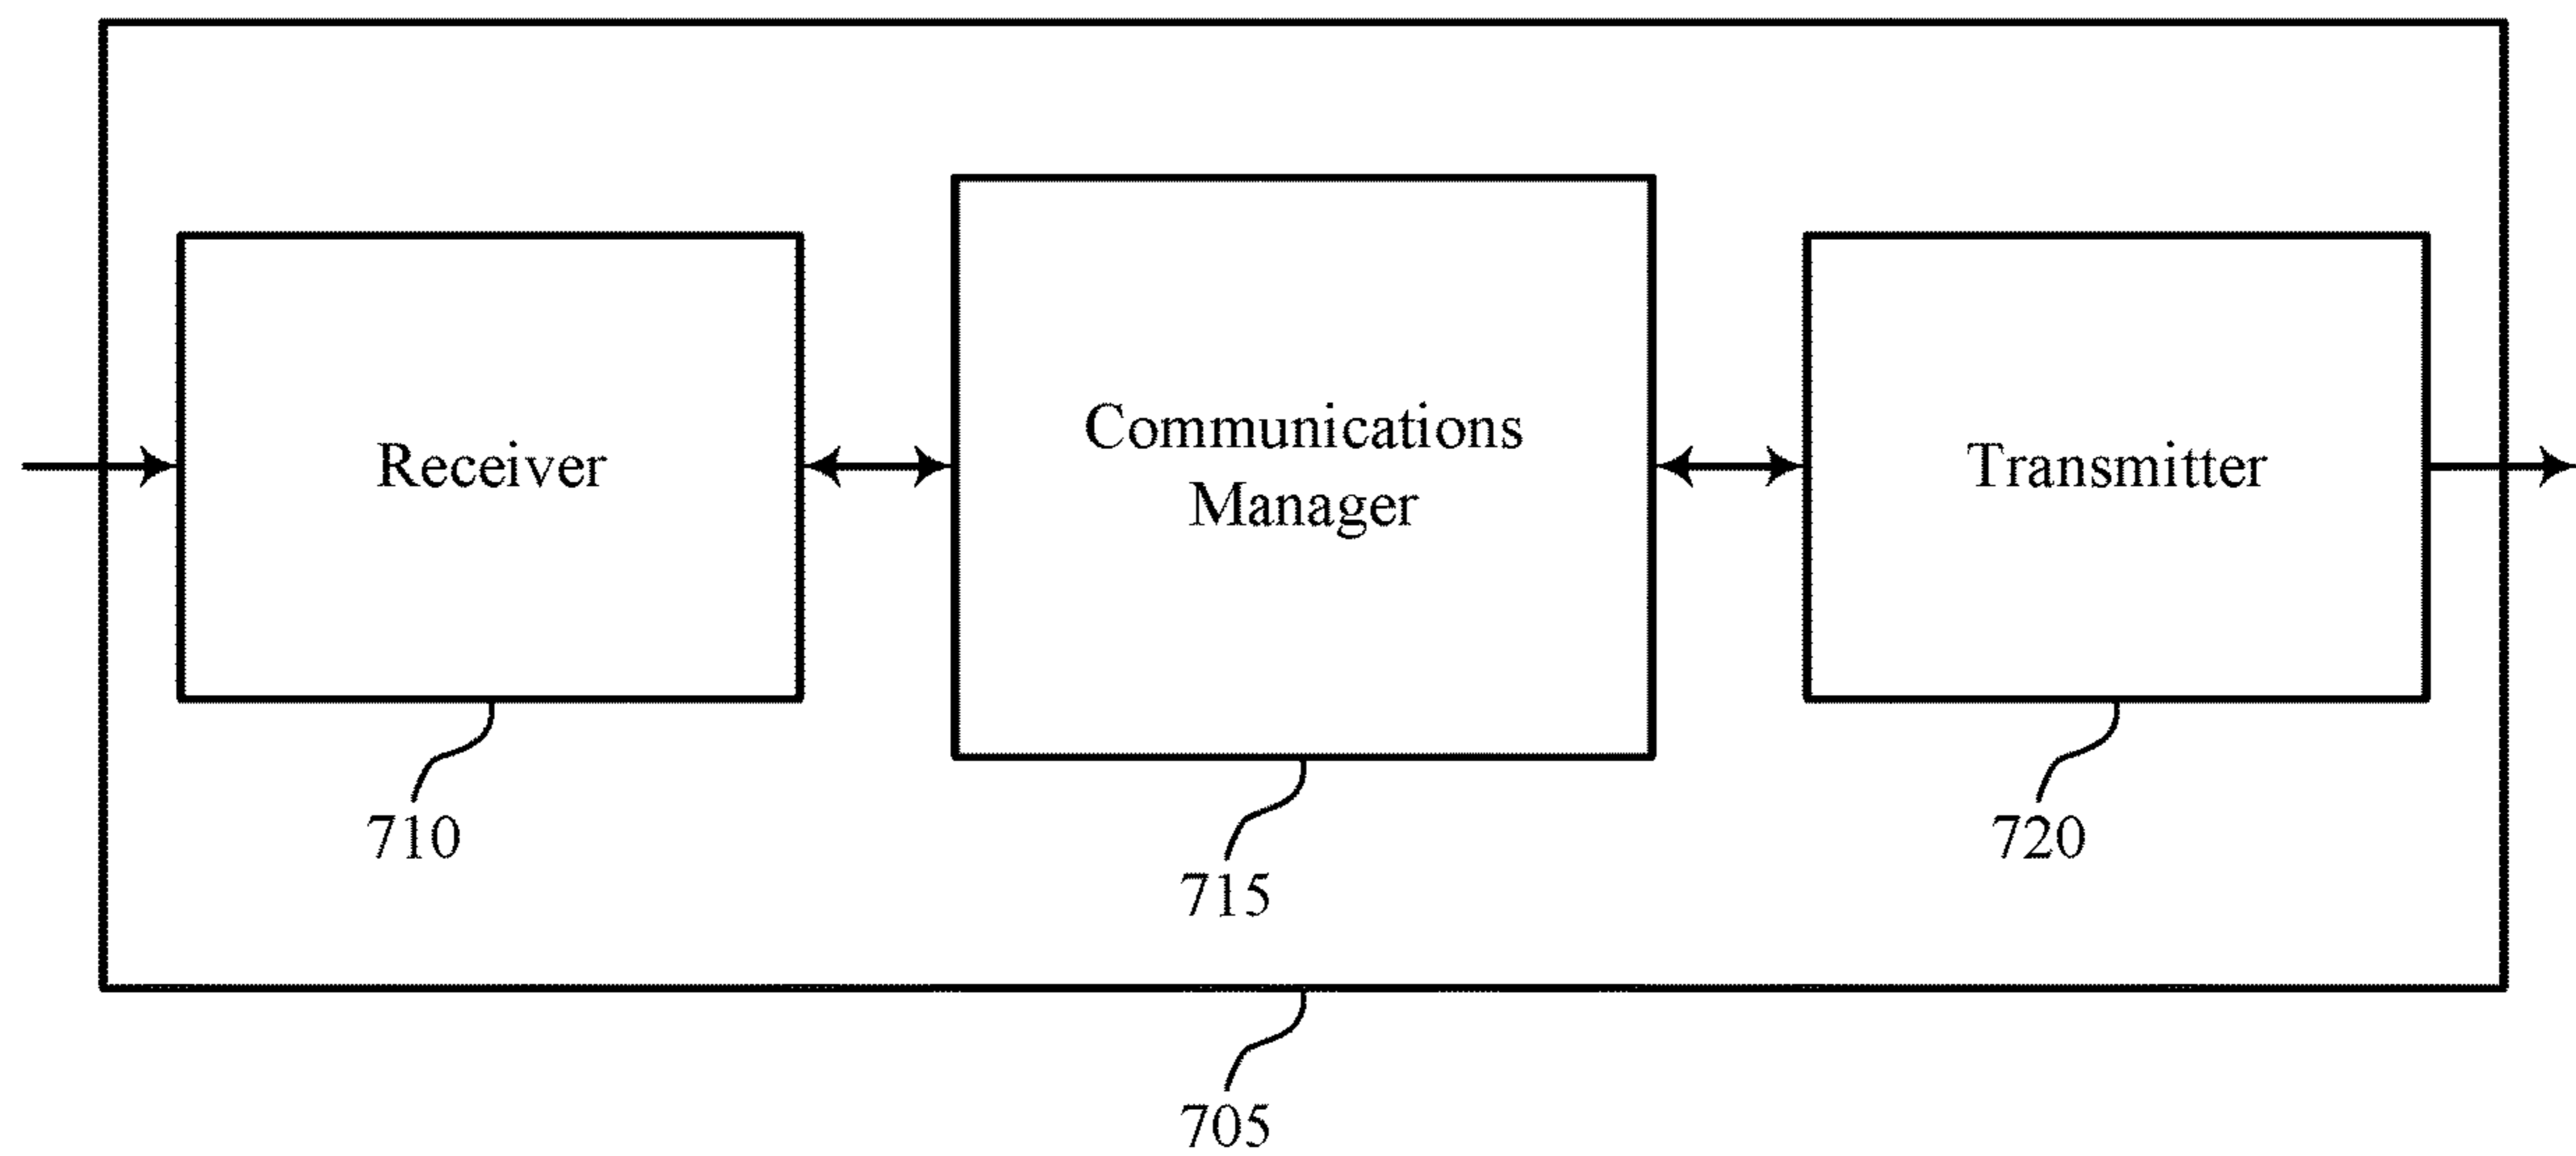 Receiver
Communications
Manager
Transmitter
710
715
720
705